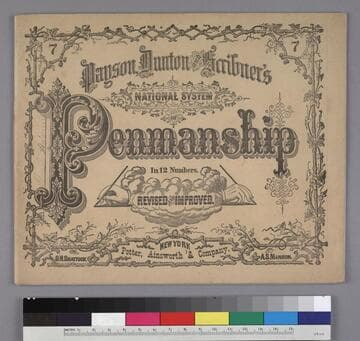 7 7
Payson, Dunton and Scribner's
NATIONAL SYSTEM
Penmanship
In 12 Numbers.
REVISED AND IMPROVED.
NEW YORK
Potter, Ainsworth & Company
A.S. MANSON.